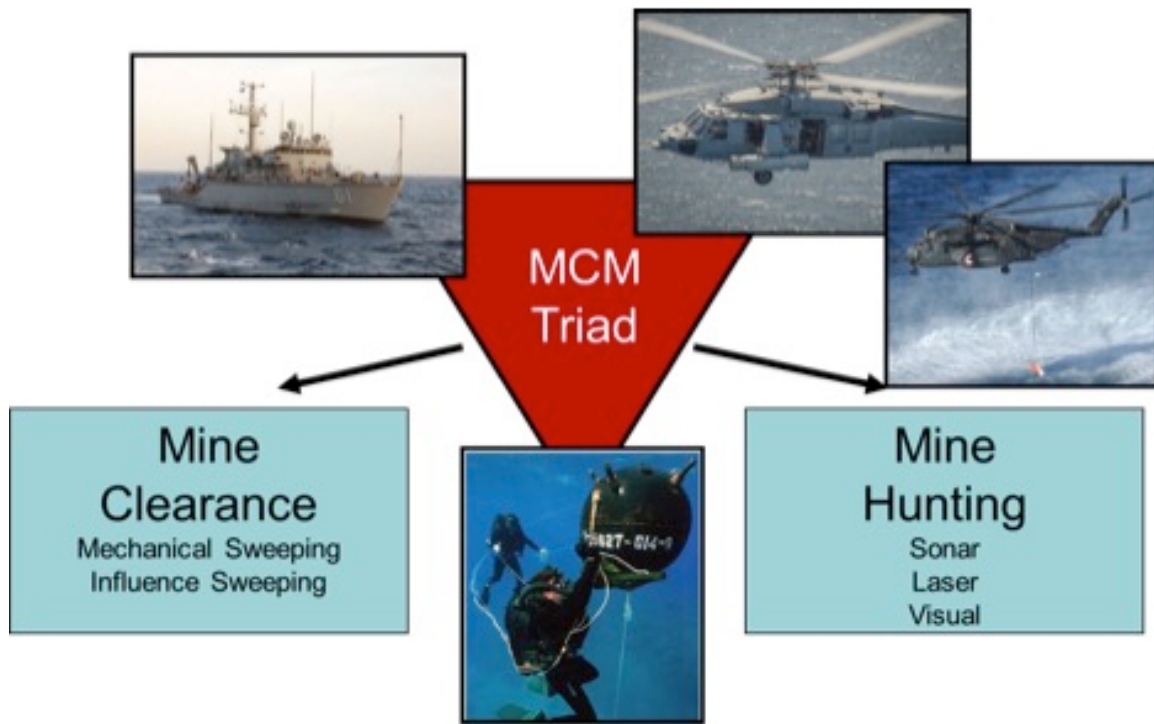 MCM
Triad
Mine
Clearance
Mechanical Sweeping
Influence Sweeping
Mine
Hunting
Sonar
Laser
Visual